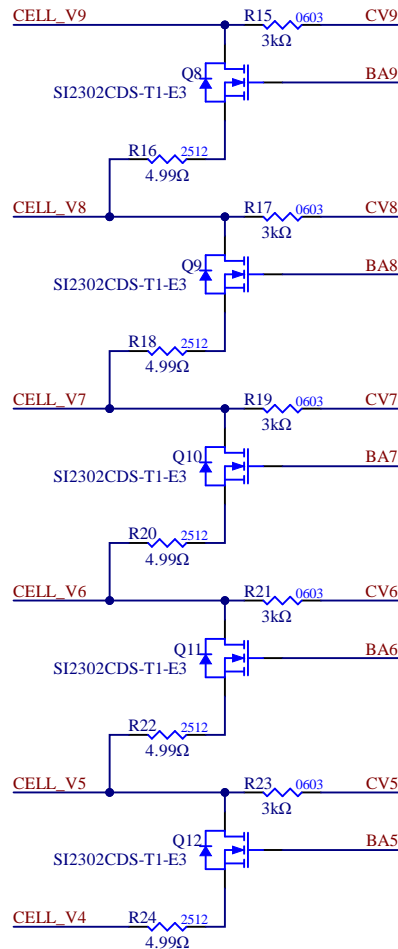 CELL_V9 R15 0603 CV9
3kΩ
Q8 BA9
SI2302CDS-T1-E3
R16 2512
4.99Ω
CELL_V8 R17 0603 CV8
3kΩ
Q9 BA8
SI2302CDS-T1-E3
R18 2512
4.99Ω
CELL_V7 R19 0603 CV7
3kΩ
Q10 BA7
SI2302CDS-T1-E3
R20 2512
4.99Ω
CELL_V6 R21 0603 CV6
3kΩ
Q11 BA6
SI2302CDS-T1-E3
R22 2512
4.99Ω
CELL_V5 R23 0603 CV5
3kΩ
Q12 BA5
SI2302CDS-T1-E3
CELL_V4 R24 2512
4.99Ω